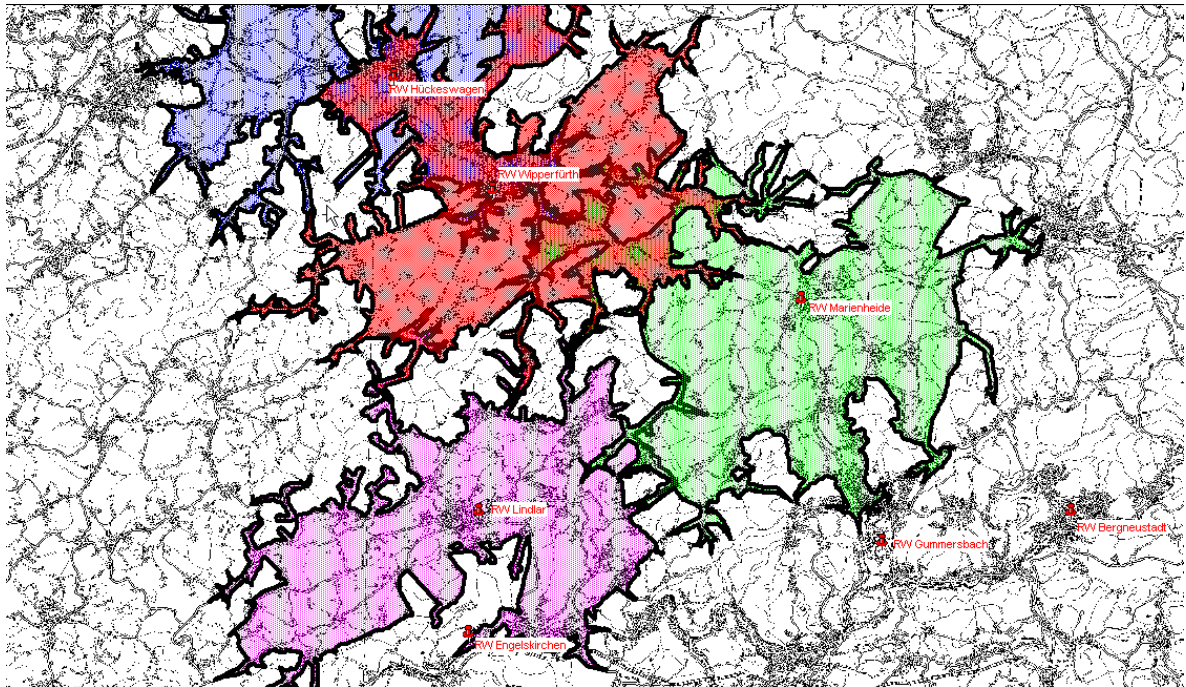 RW Hückeswagen
RW Wipperfürth
RW Marienheide
RW Lindlar
RW Bergneustadt
RW Gummersbach
RW Engelskirchen